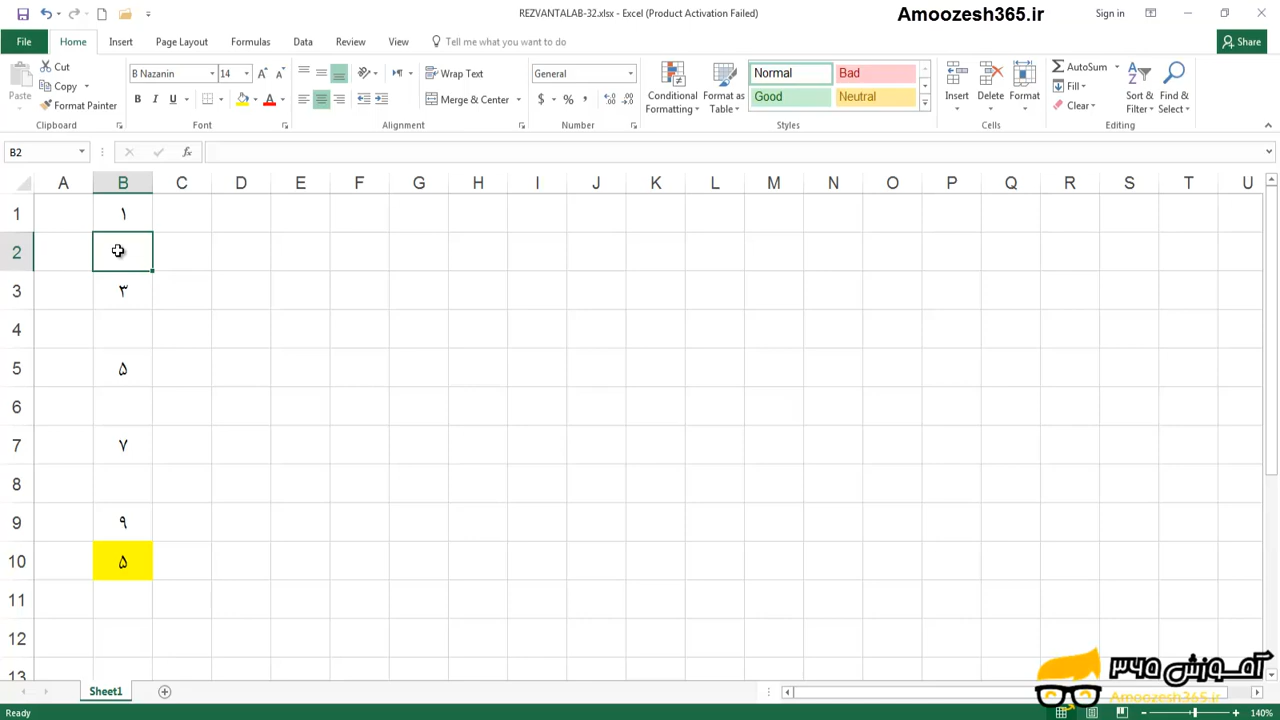 REZVANTALAB-32.xlsx - Excel (Product Activation Failed)
Amoozesh365.ir
Sign in
File Home Insert Page Layout Formulas Data Review View Tell me what you want to do Share
Paste
Cut
Copy
Format Painter
Clipboard
B Nazanin 14
B I U
Font
Wrap Text
Merge & Center
Alignment
General
$ % ,
Number
Conditional Formatting
Format as Table
Normal Bad
Good Neutral
Styles
Insert Delete Format
Cells
AutoSum
Fill
Clear
Sort & Filter
Find & Select
Editing
B2 fx
A B C D E F G H I J K L M N O P Q R S T U
1 ۱
2
3 ۳
4
5 ۵
6
7 ۷
8
9 ۹
10 ۵
11
12
13
آموزش ۳۶۵
Amoozesh365.ir
Sheet1
Ready 140%